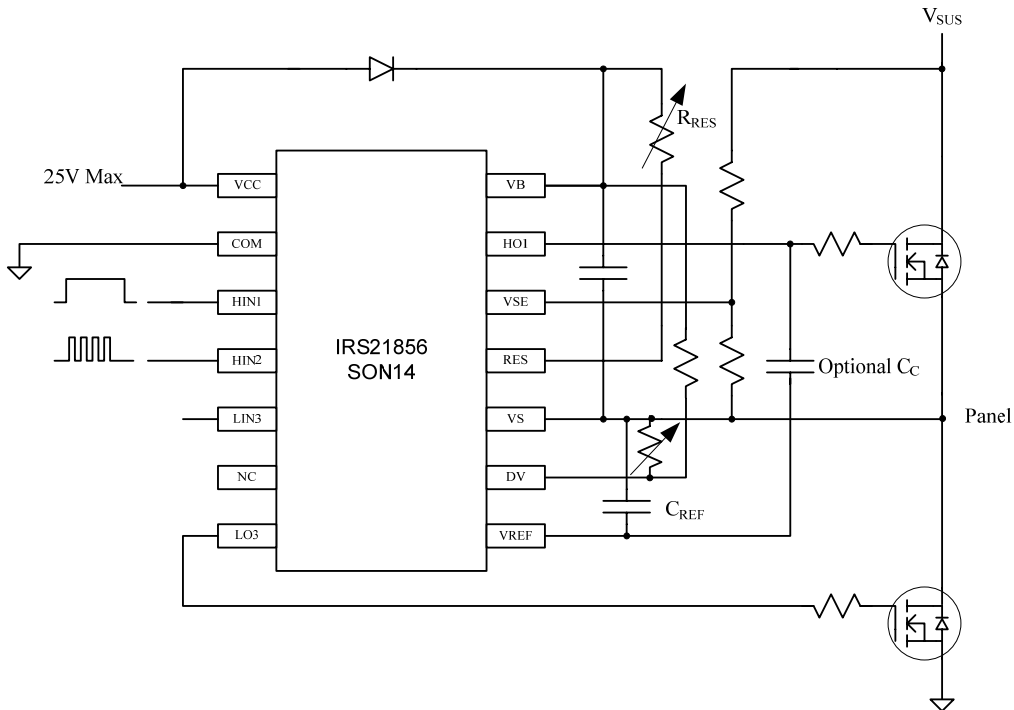 VSUS
RRES
25V Max
VCC
VB
COM
HO1
HIN1
VSE
HIN2
RES
IRS21856
SON14
Optional CC
LIN3
VS
Panel
NC
DV
CREF
LO3
VREF